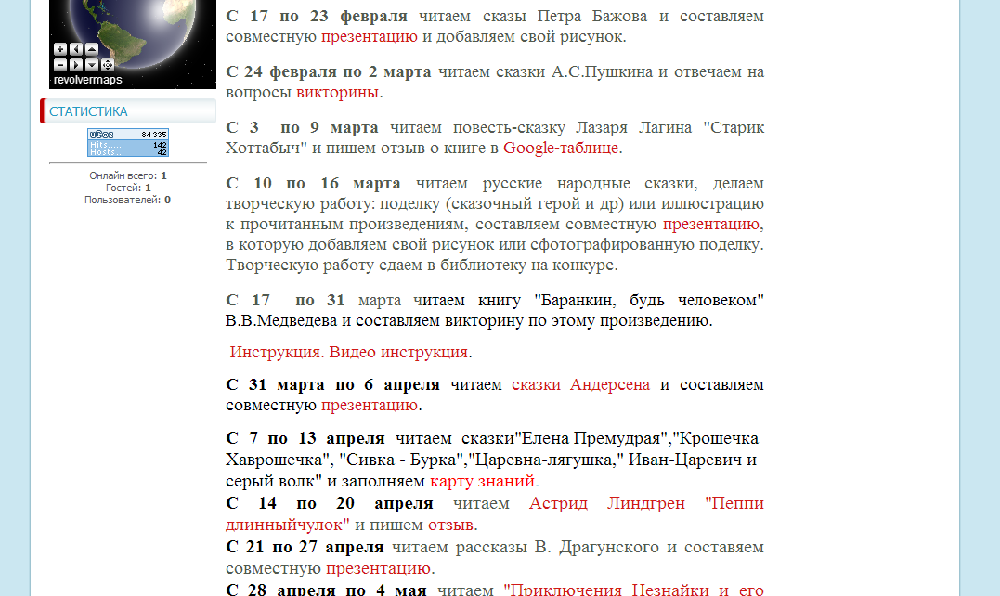 revolvermaps
СТАТИСТИКА
uCoz 84 335
Hits...... 142
Hosts... 42
Онлайн всего: 1
Гостей: 1
Пользователей: 0
С 17 по 23 февраля читаем сказы Петра Бажова и составляем
совместную презентацию и добавляем свой рисунок.
С 24 февраля по 2 марта читаем сказки А.С.Пушкина и отвечаем на
вопросы викторины.
С 3 по 9 марта читаем повесть-сказку Лазаря Лагина "Старик
Хоттабыч" и пишем отзыв о книге в Google-таблице.
С 10 по 16 марта читаем русские народные сказки, делаем
творческую работу: поделку (сказочный герой и др) или иллюстрацию
к прочитанным произведениям, составляем совместную презентацию,
в которую добавляем свой рисунок или сфотографированную поделку.
Творческую работу сдаем в библиотеку на конкурс.
С 17 по 31 марта читаем книгу "Баранкин, будь человеком"
В.В.Медведева и составляем викторину по этому произведению.
Инструкция. Видео инструкция.
С 31 марта по 6 апреля читаем сказки Андерсена и составляем
совместную презентацию.
С 7 по 13 апреля читаем сказки"Елена Премудрая","Крошечка
Хаврошечка", "Сивка - Бурка","Царевна-лягушка," Иван-Царевич и
серый волк" и заполняем карту знаний.
С 14 по 20 апреля читаем Астрид Линдгрен "Пеппи
длинныйчулок" и пишем отзыв.
С 21 по 27 апреля читаем рассказы В. Драгунского и составяем
совместную презентацию.
С 28 апреля по 4 мая читаем "Приключения Незнайки и его